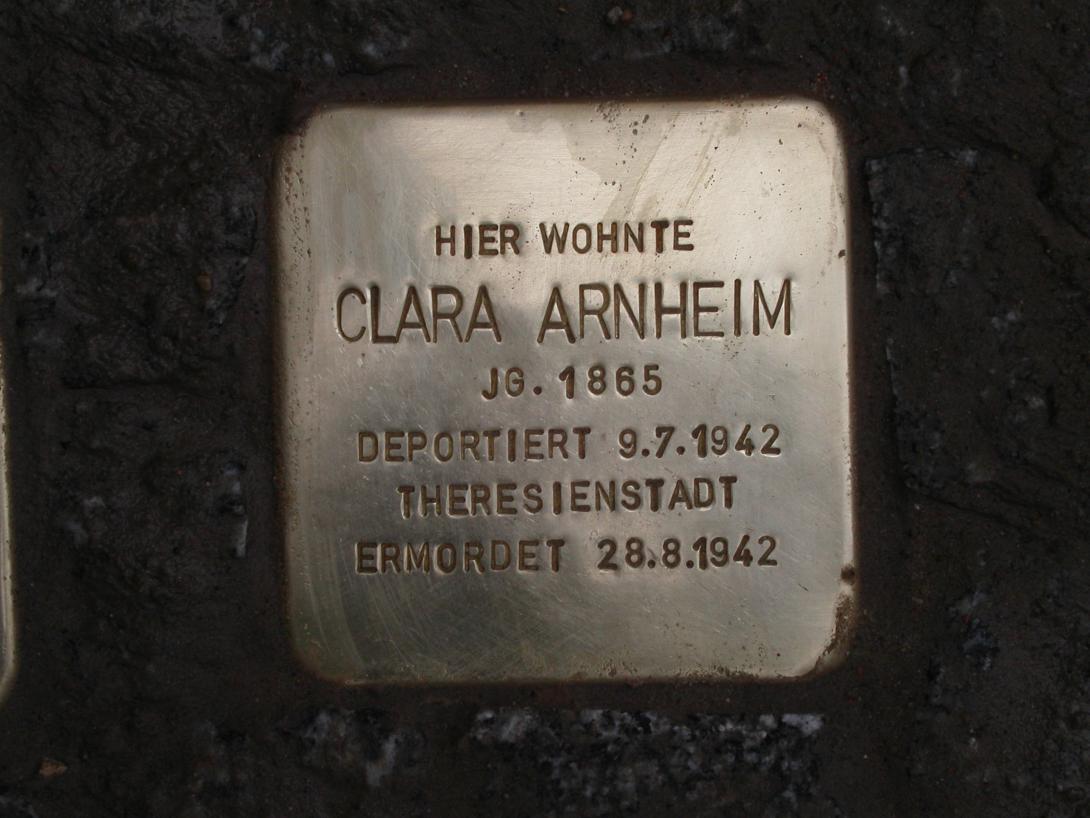 HIER WOHNTE
CLARA ARNHEIM
JG. 1865
DEPORTIERT 9.7.1942
THERESIENSTADT
ERMORDET 28.8.1942